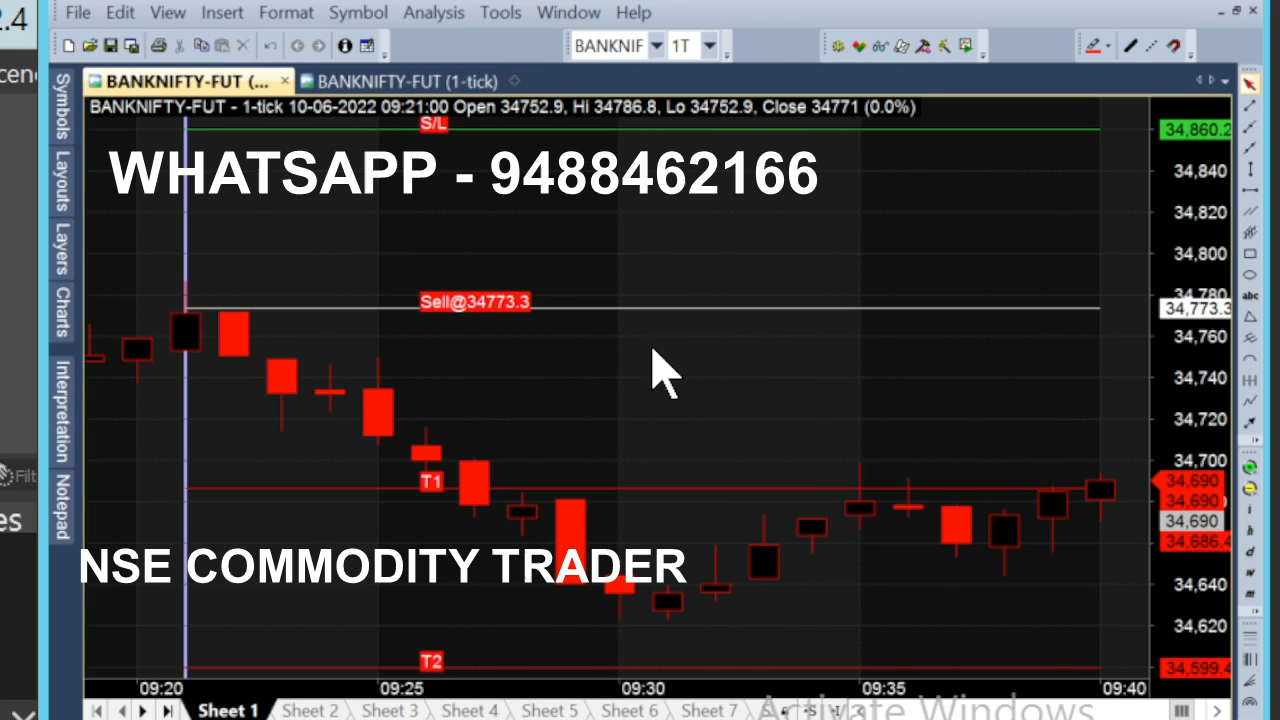 2.4
File Edit View Insert Format Symbol Analysis Tools Window Help
BANKNIF 1T
BANKNIFTY-FUT (... × BANKNIFTY-FUT (1-tick)
BANKNIFTY-FUT - 1-tick 10-06-2022 09:21:00 Open 34752.9, Hi 34786.8, Lo 34752.9, Close 34771 (0.0%)
S/L
34,860.2
WHATSAPP - 9488462166
34,840
34,820
34,800
34,780
Sell@34773.3
34,773.3
34,760
34,740
34,720
34,700
T1
34,690
34,690
34,690
34,686.4
NSE COMMODITY TRADER
34,640
34,620
T2
34,599.4
09:20 09:25 09:30 09:35 09:40
Sheet 1 Sheet 2 Sheet 3 Sheet 4 Sheet 5 Sheet 6 Sheet 7
Symbols
Layouts
Layers
Charts
Interpretation
Notepad
abc
Filt